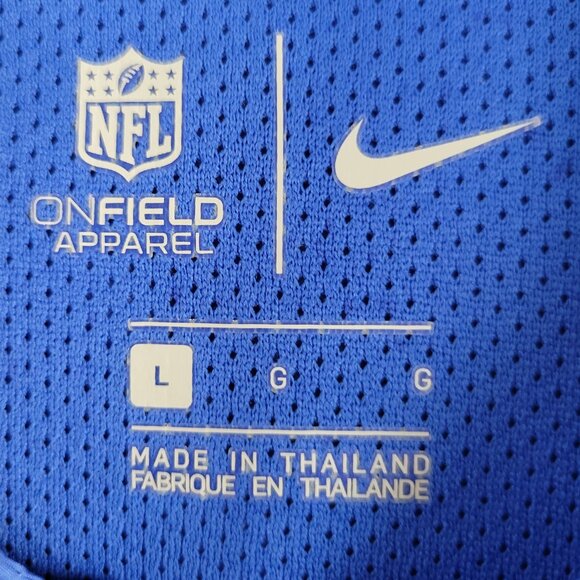 NFL
ONFIELD
APPAREL
L G G
MADE IN THAILAND
FABRIQUE EN THAILANDE